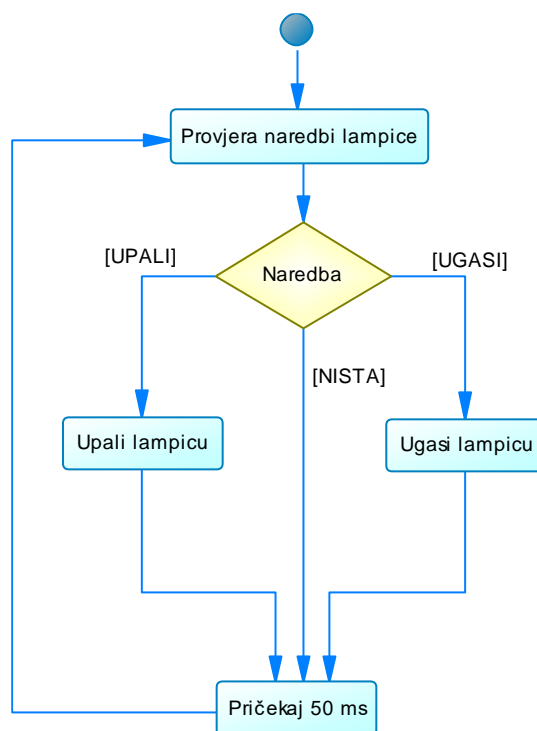 Provjera naredbi lampice
[UPALI]
Naredba
[UGASI]
[NISTA]
Upali lampicu
Ugasi lampicu
Pričekaj 50 ms